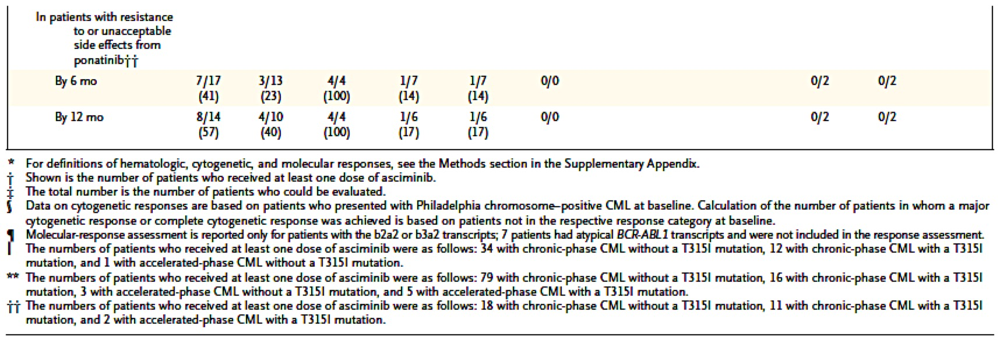 In patients with resistance
to or unacceptable
side effects from
ponatinib††
By 6 mo 7/17 3/13 4/4 1/7 1/7 0/0 0/2 0/2
(41) (23) (100) (14) (14)
By 12 mo 8/14 4/10 4/4 1/6 1/6 0/0 0/2 0/2
(57) (40) (100) (17) (17)
* For definitions of hematologic, cytogenetic, and molecular responses, see the Methods section in the Supplementary Appendix.
† Shown is the number of patients who received at least one dose of asciminib.
‡ The total number is the number of patients who could be evaluated.
§ Data on cytogenetic responses are based on patients who presented with Philadelphia chromosome–positive CML at baseline. Calculation of the number of patients in whom a major
cytogenetic response or complete cytogenetic response was achieved is based on patients not in the respective response category at baseline.
¶ Molecular-response assessment is reported only for patients with the b2a2 or b3a2 transcripts; 7 patients had atypical BCR-ABL1 transcripts and were not included in the response assessment.
| The numbers of patients who received at least one dose of asciminib were as follows: 34 with chronic-phase CML without a T315I mutation, 12 with chronic-phase CML with a T315I
mutation, and 1 with accelerated-phase CML without a T315I mutation.
** The numbers of patients who received at least one dose of asciminib were as follows: 79 with chronic-phase CML without a T315I mutation, 16 with chronic-phase CML with a T315I
mutation, 3 with accelerated-phase CML without a T315I mutation, and 5 with accelerated-phase CML with a T315I mutation.
†† The numbers of patients who received at least one dose of asciminib were as follows: 18 with chronic-phase CML without a T315I mutation, 11 with chronic-phase CML with a T315I
mutation, and 2 with accelerated-phase CML with a T315I mutation.